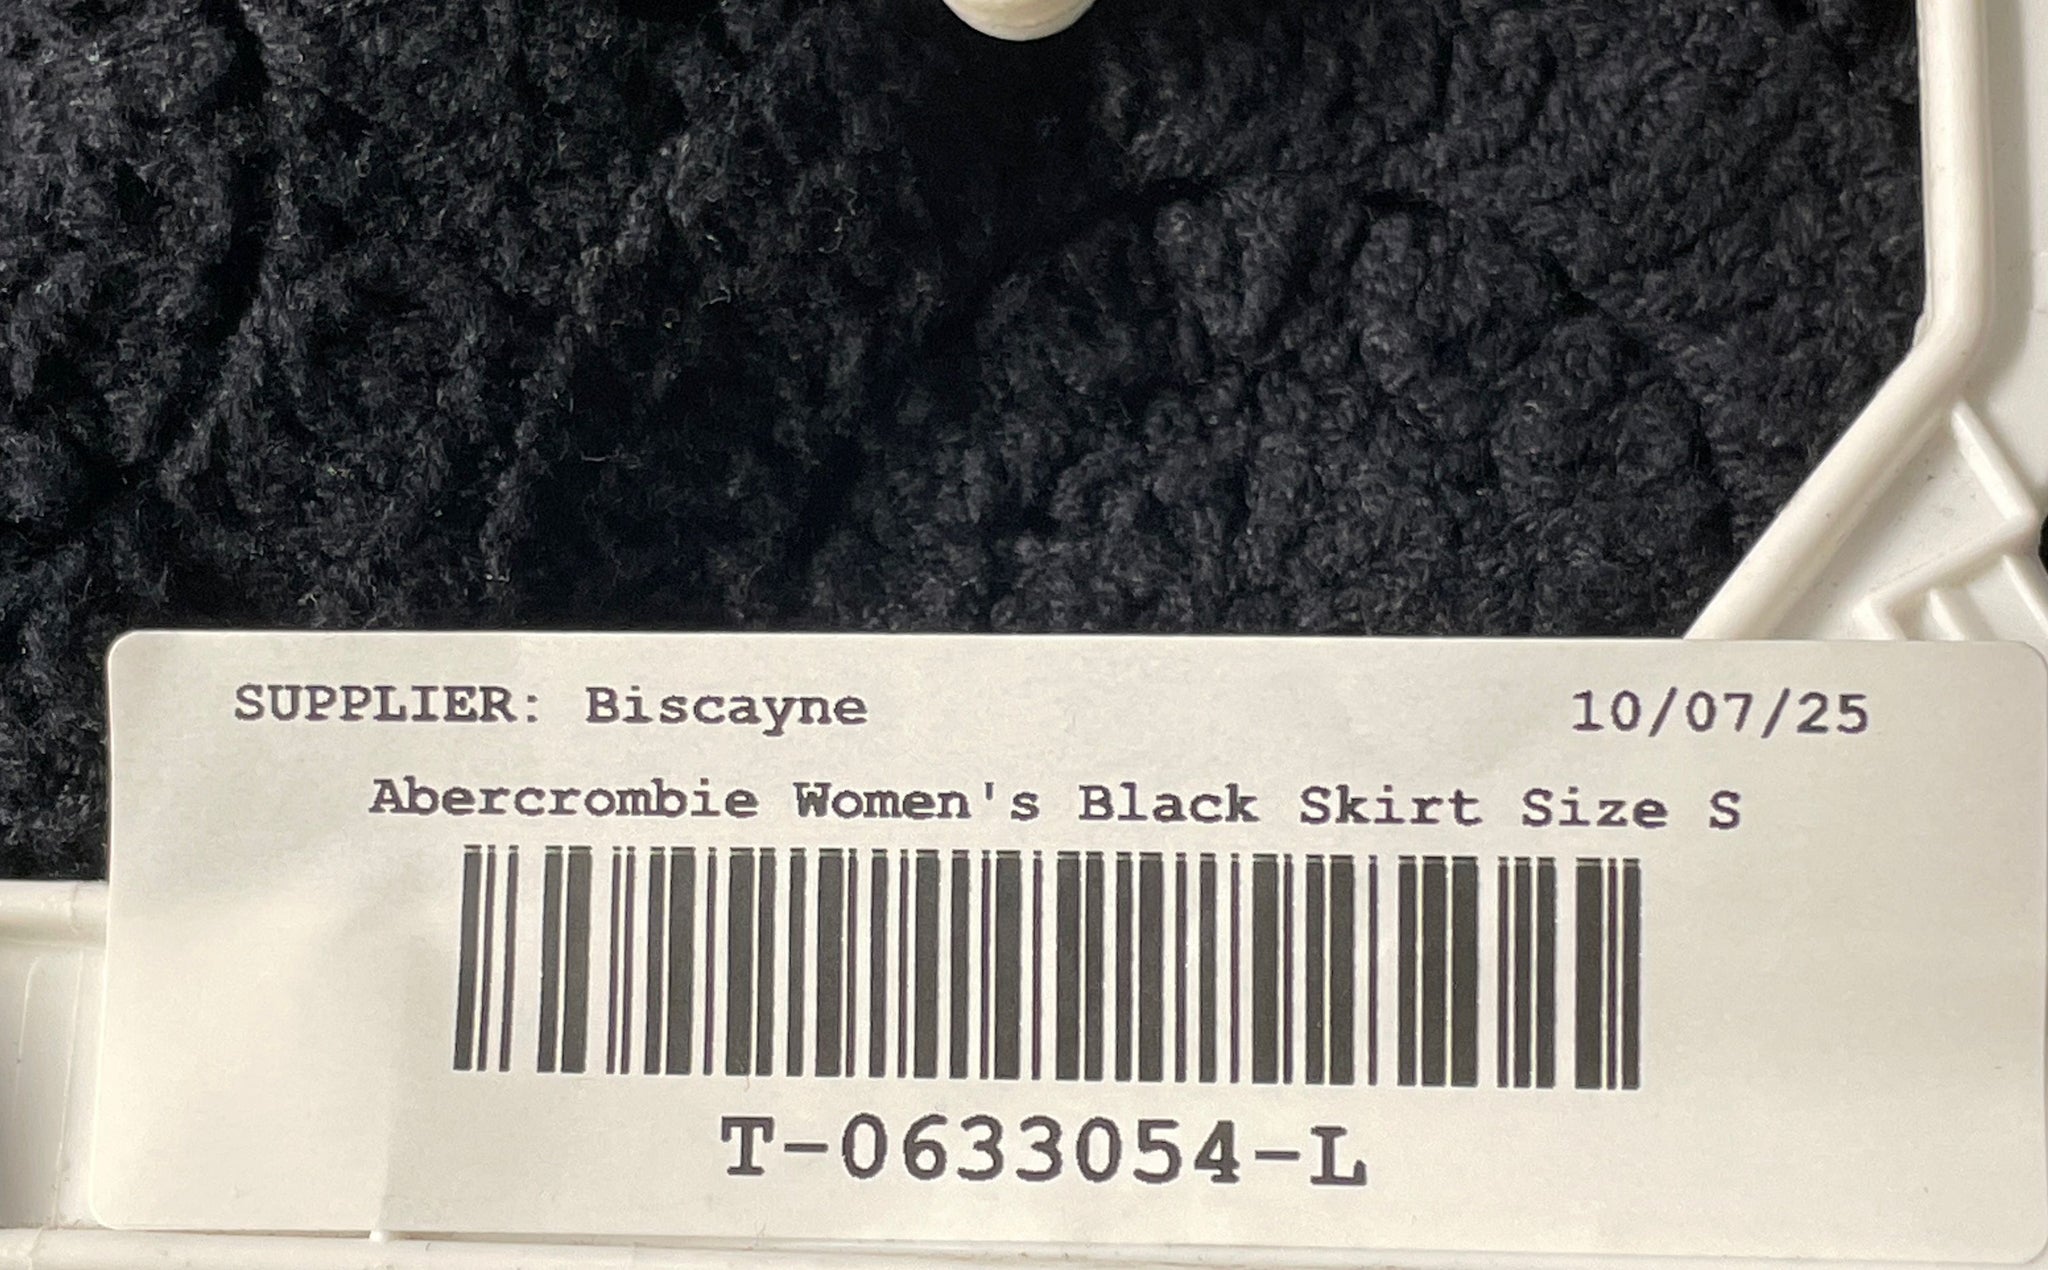 SUPPLIER: Biscayne 10/07/25
Abercrombie Women's Black Skirt Size S
T-0633054-L